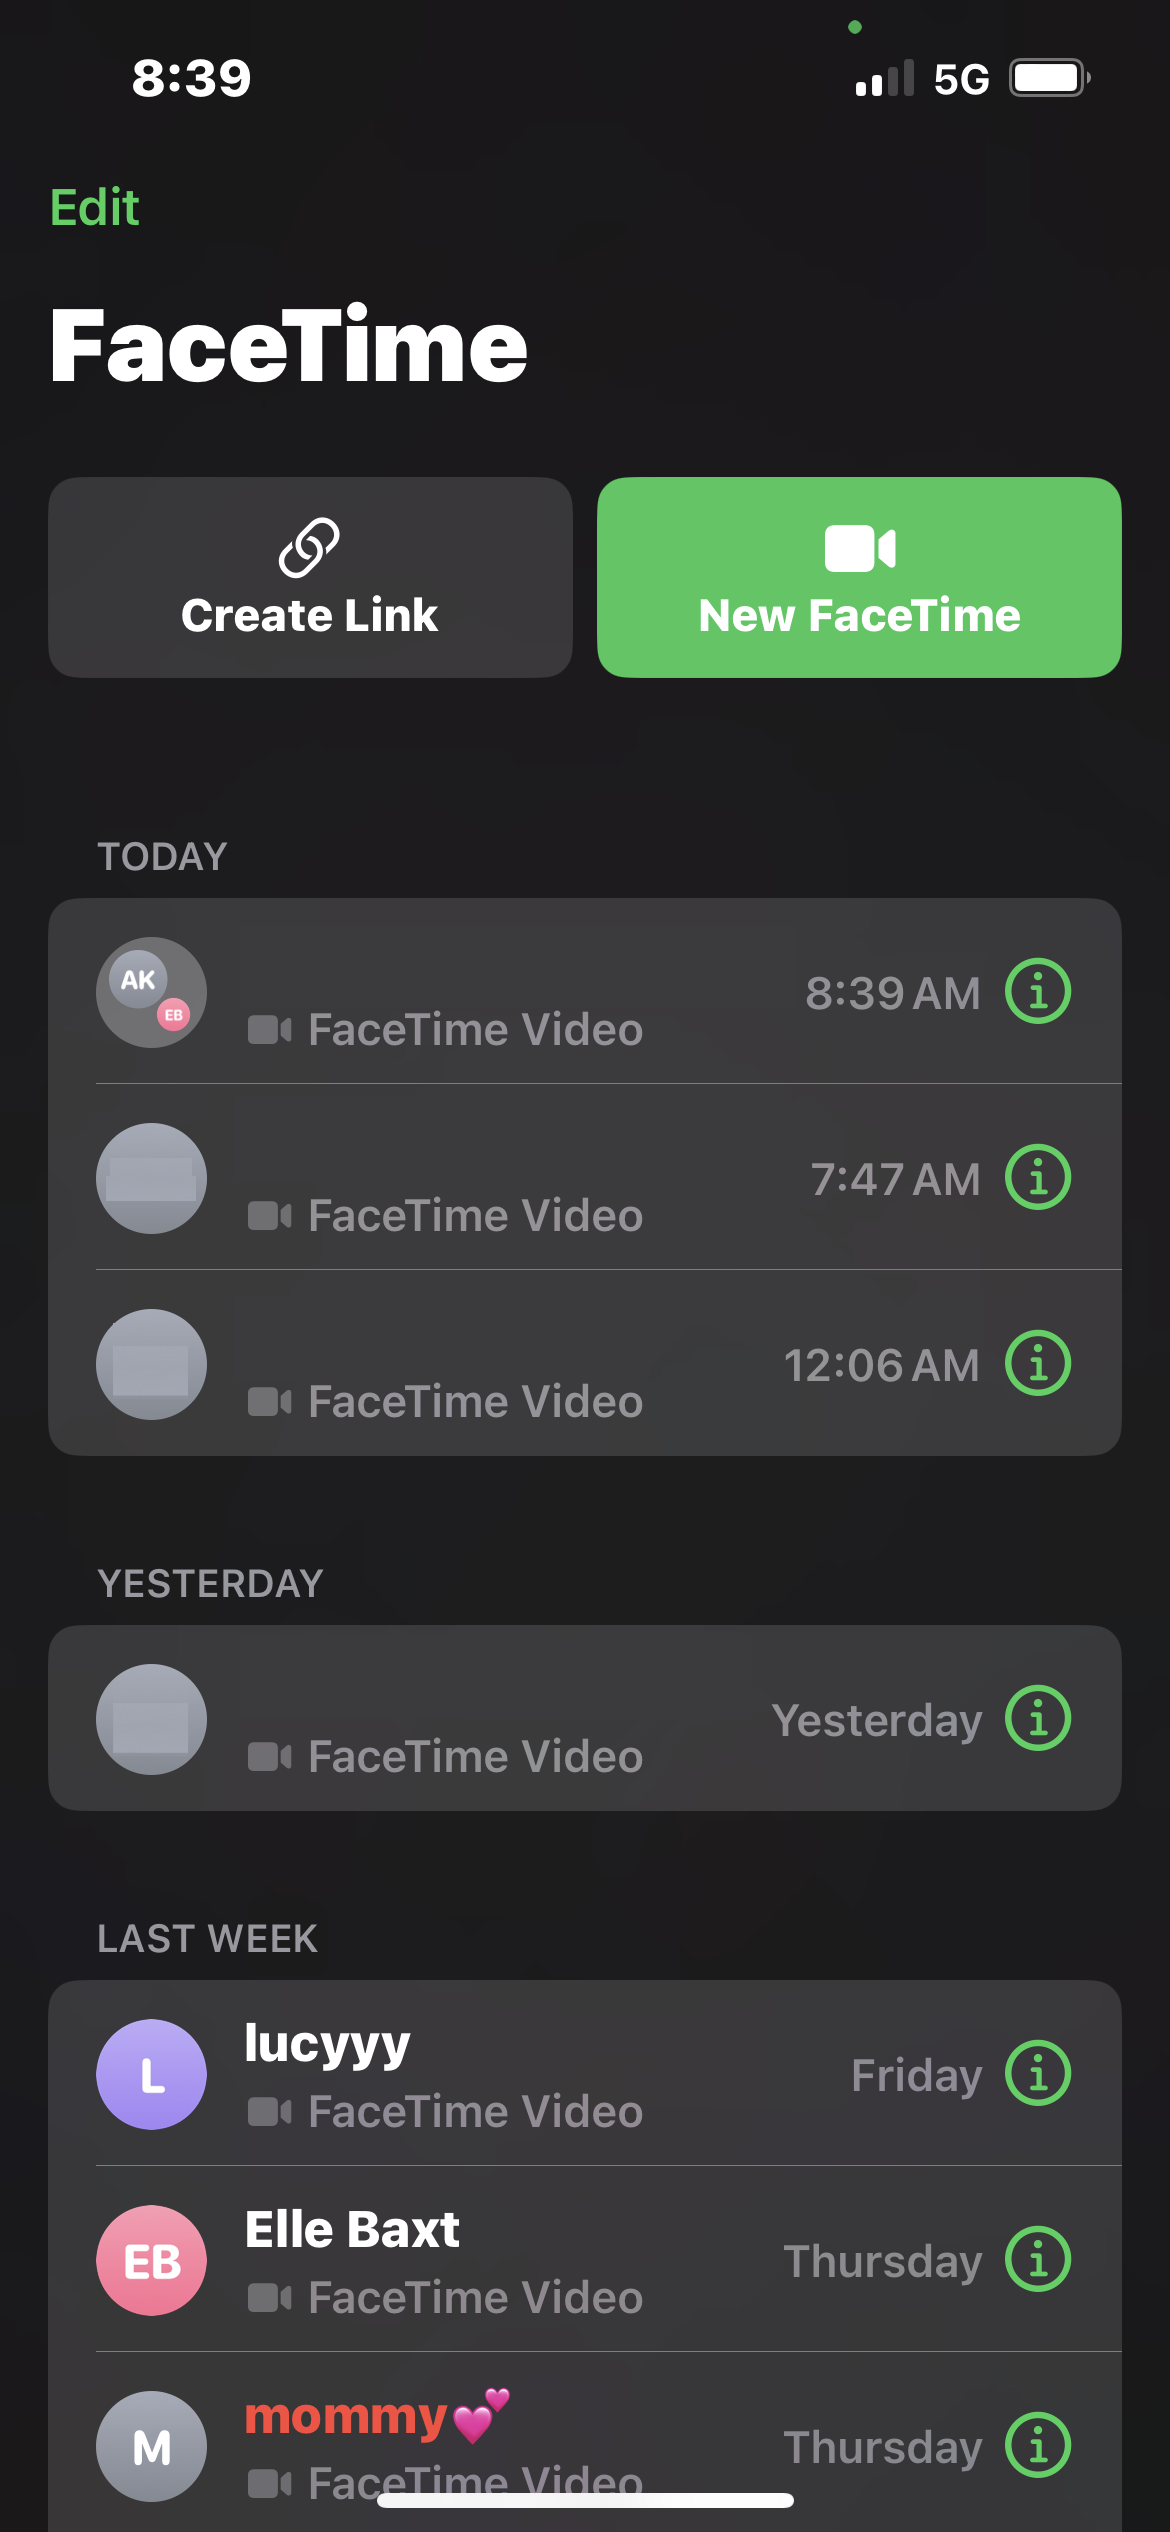 8:39
5G
Edit
FaceTime
Create Link
New FaceTime
TODAY
AK
EB
8:39 AM
FaceTime Video
7:47 AM
FaceTime Video
12:06 AM
FaceTime Video
YESTERDAY
Yesterday
FaceTime Video
LAST WEEK
L
lucyyy
Friday
FaceTime Video
EB
Elle Baxt
Thursday
FaceTime Video
M
mommy💕
Thursday
FaceTime Video